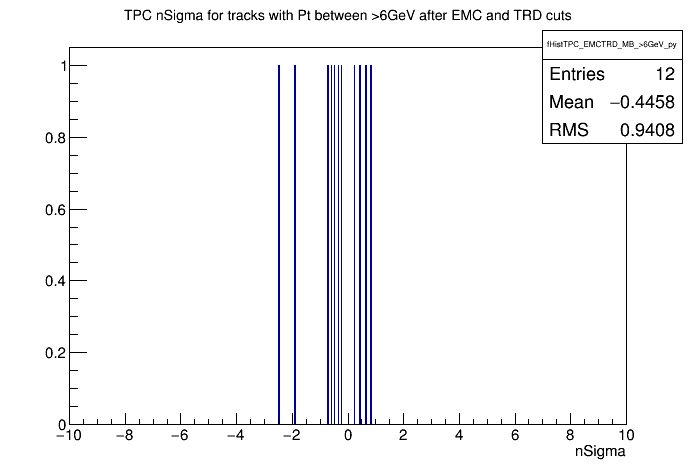 TPC nSigma for tracks with Pt between >6GeV after EMC and TRD cuts
fHistTPC_EMCTRD_MB_>6GeV_py
Entries 12
Mean −0.4458
RMS 0.9408
1
0.8
0.6
0.4
0.2
0
−10 −8 −6 −4 −2 0 2 4 6 8 10
nSigma